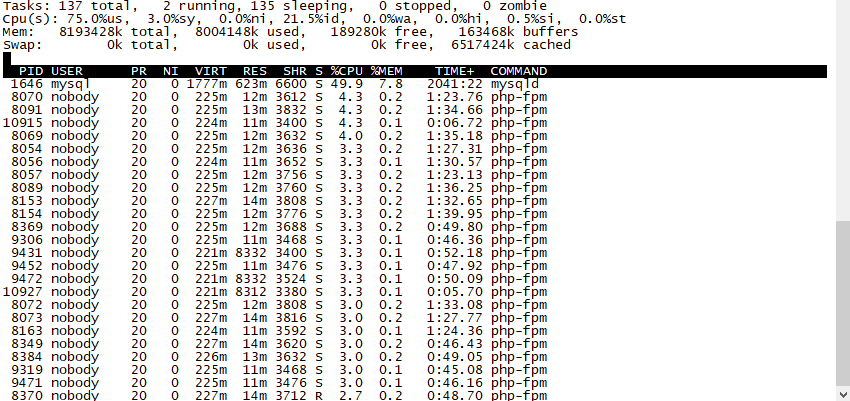 Tasks: 137 total,   2 running, 135 sleeping,   0 stopped,   0 zombie
Cpu(s): 75.0%us,  3.0%sy,  0.0%ni, 21.5%id,  0.0%wa,  0.0%hi,  0.5%si,  0.0%st
Mem:   8193428k total,  8004148k used,   189280k free,   163468k buffers
Swap:        0k total,        0k used,        0k free,  6517424k cached
  PID USER      PR  NI  VIRT  RES  SHR S %CPU %MEM    TIME+  COMMAND
 1646 mysql     20   0 1777m 623m 6600 S 49.9  7.8   2041:22 mysqld
 8070 nobody    20   0  225m  12m 3612 S  4.3  0.2   1:23.76 php-fpm
 8091 nobody    20   0  225m  13m 3832 S  4.3  0.2   1:34.66 php-fpm
10915 nobody    20   0  224m  11m 3400 S  4.3  0.1   0:06.72 php-fpm
 8069 nobody    20   0  225m  12m 3632 S  4.0  0.2   1:35.18 php-fpm
 8054 nobody    20   0  225m  12m 3636 S  3.3  0.2   1:27.31 php-fpm
 8056 nobody    20   0  224m  11m 3652 S  3.3  0.1   1:30.57 php-fpm
 8057 nobody    20   0  225m  12m 3756 S  3.3  0.2   1:23.13 php-fpm
 8089 nobody    20   0  225m  12m 3760 S  3.3  0.2   1:36.25 php-fpm
 8153 nobody    20   0  227m  14m 3808 S  3.3  0.2   1:32.65 php-fpm
 8154 nobody    20   0  225m  12m 3776 S  3.3  0.2   1:39.95 php-fpm
 8369 nobody    20   0  225m  12m 3688 S  3.3  0.2   0:49.80 php-fpm
 9306 nobody    20   0  225m  11m 3468 S  3.3  0.1   0:46.36 php-fpm
 9431 nobody    20   0  221m 8332 3400 S  3.3  0.1   0:52.18 php-fpm
 9452 nobody    20   0  225m  11m 3476 S  3.3  0.1   0:47.92 php-fpm
 9472 nobody    20   0  221m 8332 3524 S  3.3  0.1   0:50.09 php-fpm
10927 nobody    20   0  221m 8312 3380 S  3.3  0.1   0:05.70 php-fpm
 8072 nobody    20   0  225m  12m 3808 S  3.0  0.2   1:33.08 php-fpm
 8073 nobody    20   0  227m  14m 3816 S  3.0  0.2   1:27.77 php-fpm
 8163 nobody    20   0  224m  11m 3592 S  3.0  0.1   1:24.36 php-fpm
 8349 nobody    20   0  227m  14m 3620 S  3.0  0.2   0:46.43 php-fpm
 8384 nobody    20   0  226m  13m 3632 S  3.0  0.2   0:49.05 php-fpm
 9319 nobody    20   0  225m  11m 3468 S  3.0  0.1   0:45.08 php-fpm
 9471 nobody    20   0  225m  11m 3476 S  3.0  0.1   0:46.16 php-fpm
 8370 nobody    20   0  227m  14m 3712 R  2.7  0.2   0:48.70 php-fpm